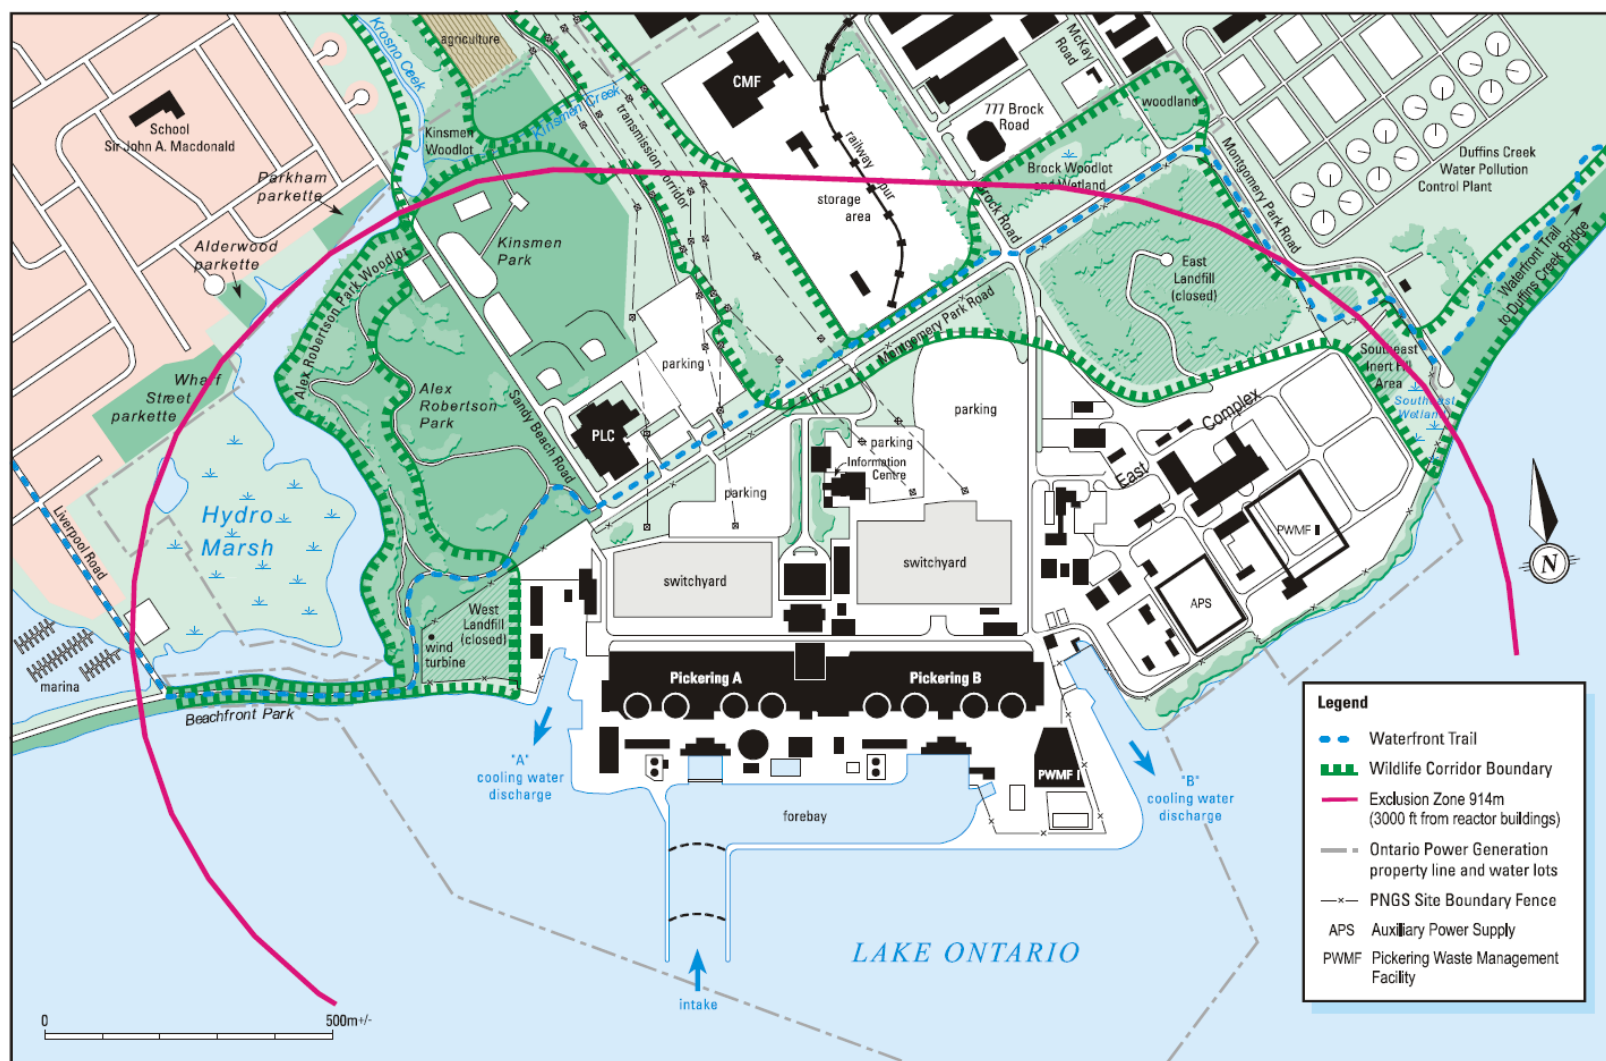 agriculture
Krosno Ceek
School
Sir John A. Macdonald
Kinsmen
Woodlot
Kinsmen Creek
transmission
corridor
CMF
railway
spur
storage
area
777 Brock
Road
McKay
Road
woodland
Brock Woodlot
and Wetland
Brock Road
Montgomery Park Road
Duffins Creek
Water Pollution
Control Plant
Waterfront Trail
to Duffins Creek Bridge
Parkham
parkette
Alderwood
parkette
Wharf
Street
parkette
Alex Robertson Park Woodlot
Kinsmen
Park
Alex
Robertson
Park
Sandy Beach Road
PLC
parking
Montgomery Park Road
East
Landfill
(closed)
Southeast
Inert Fill
Area
Southeast
Wetland
parking
parking
Information
Centre
parking
East Complex
Hydro
Marsh
Liverpool Road
marina
Beachfront Park
West
Landfill
(closed)
wind
turbine
switchyard
switchyard
PWMF II
APS
Pickering A
Pickering B
"A"
cooling water
discharge
PWMF I
"B"
cooling water
discharge
forebay
intake
LAKE ONTARIO
N
0
500m+/-
Legend
Waterfront Trail
Wildlife Corridor Boundary
Exclusion Zone 914m
(3000 ft from reactor buildings)
Ontario Power Generation
property line and water lots
PNGS Site Boundary Fence
APS Auxiliary Power Supply
PWMF Pickering Waste Management
Facility